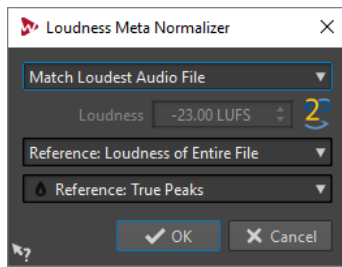 Loudness Meta Normalizer
Match Loudest Audio File
Loudness -23.00 LUFS
2
Reference: Loudness of Entire File
Reference: True Peaks
OK Cancel
?